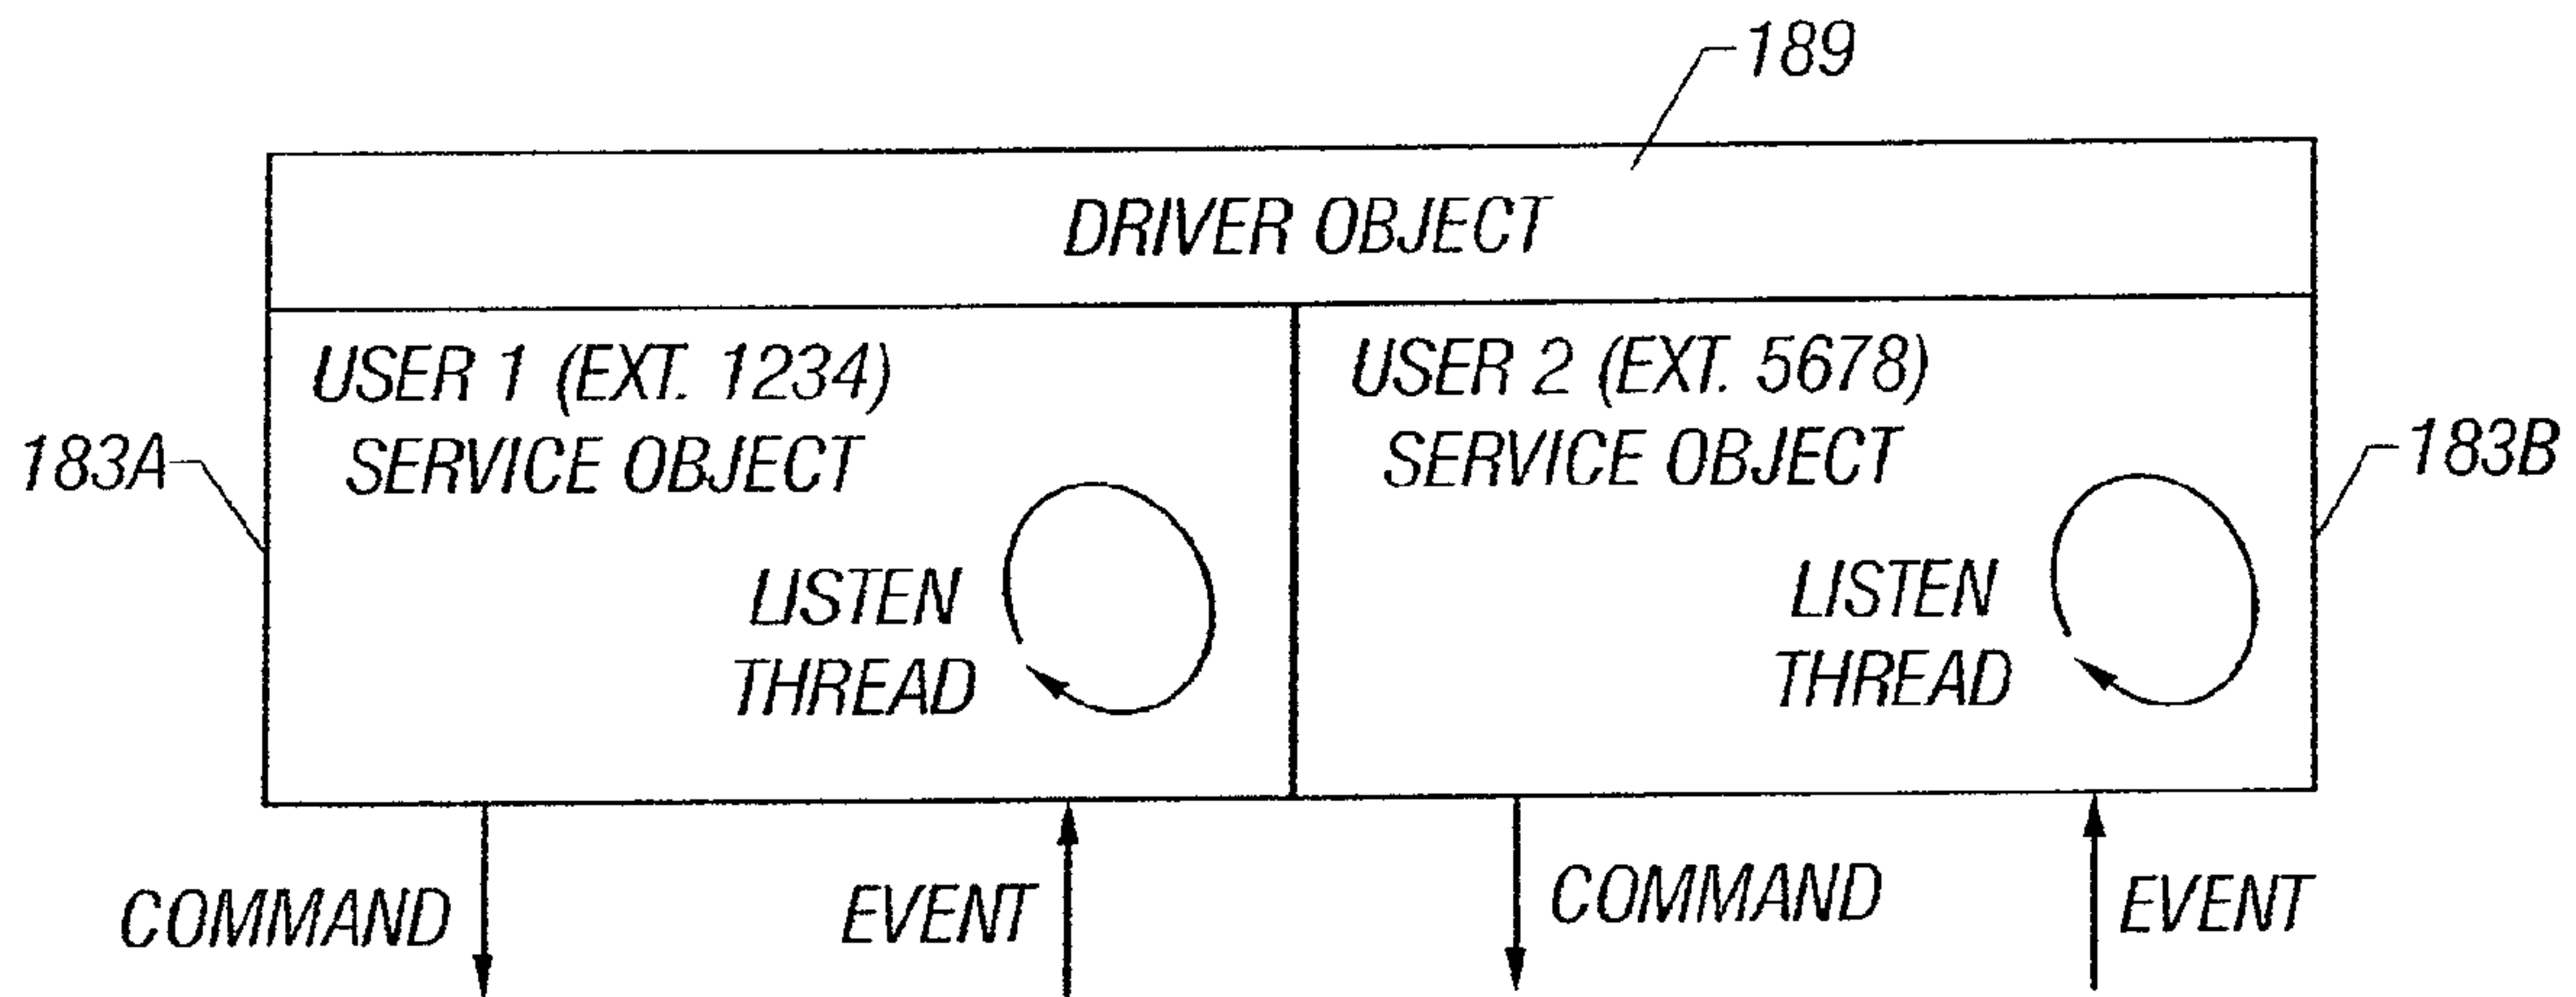 189
DRIVER OBJECT
USER 1 (EXT. 1234)
SERVICE OBJECT
183A
LISTEN
THREAD
USER 2 (EXT. 5678)
SERVICE OBJECT
183B
LISTEN
THREAD
COMMAND
EVENT
COMMAND
EVENT